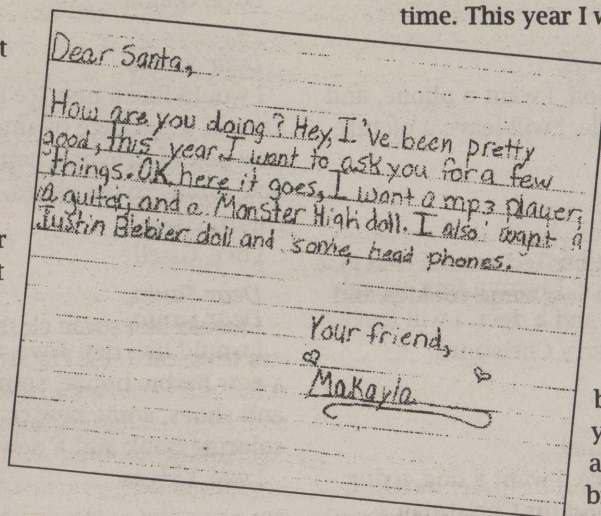 time. This year I w
t
Dear Santa,
How are you doing? Hey, I've been pretty
good, this year. I want to ask you for a few
things. OK here it goes, I want a mp3 player,
a guitar, and a Monster High doll. I also want a
Justin Biebier doll and some head phones.
r
t
Your friend,
Makayla
b
y
a
b